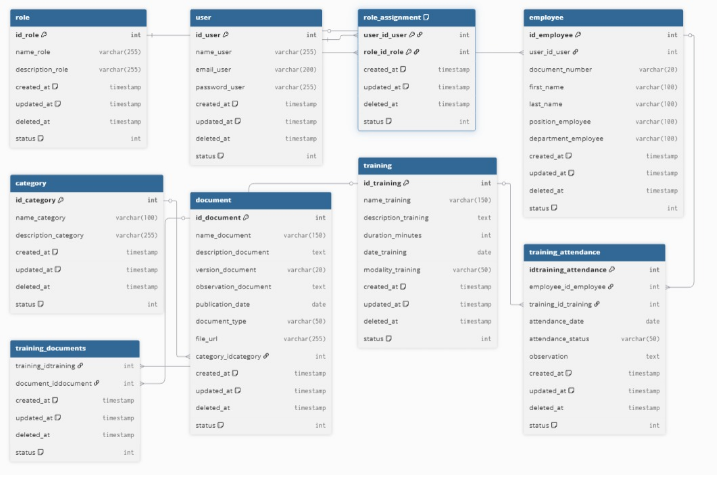 role
id_role int
name_role varchar(255)
description_role varchar(255)
created_at timestamp
updated_at timestamp
deleted_at timestamp
status int
user
id_user int
name_user varchar(255)
email_user varchar(200)
password_user varchar(255)
created_at timestamp
updated_at timestamp
deleted_at timestamp
status int
role_assignment
user_id_user int
role_id_role int
created_at timestamp
updated_at timestamp
deleted_at timestamp
status int
employee
id_employee int
user_id_user int
document_number varchar(20)
first_name varchar(100)
last_name varchar(100)
position_employee varchar(100)
department_employee varchar(100)
created_at timestamp
updated_at timestamp
deleted_at timestamp
status int
category
id_category int
name_category varchar(100)
description_category varchar(255)
created_at timestamp
updated_at timestamp
deleted_at timestamp
status int
document
id_document int
name_document varchar(150)
description_document text
version_document varchar(20)
observation_document text
publication_date date
document_type varchar(50)
file_url varchar(255)
category_idcategory int
created_at timestamp
updated_at timestamp
deleted_at timestamp
status int
training
id_training int
name_training varchar(150)
description_training text
duration_minutes int
date_training date
modality_training varchar(50)
created_at timestamp
updated_at timestamp
deleted_at timestamp
status int
training_attendance
idtraining_attendance int
employee_id_employee int
training_id_training int
attendance_date date
attendance_status varchar(50)
observation text
created_at timestamp
updated_at timestamp
deleted_at timestamp
status int
training_documents
training_idtraining int
document_iddocument int
created_at timestamp
updated_at timestamp
deleted_at timestamp
status int